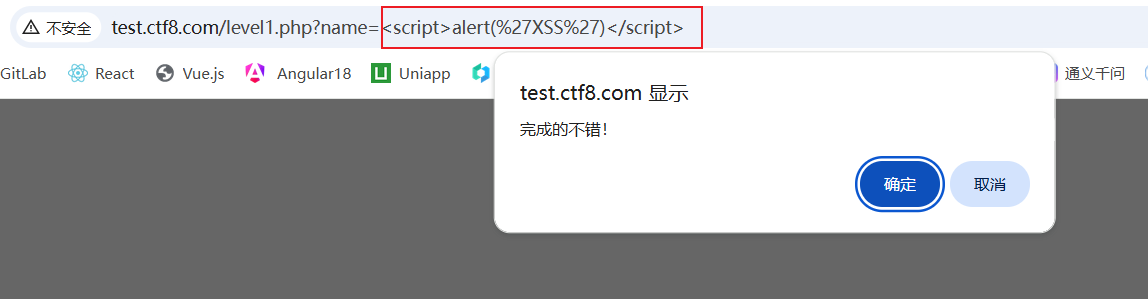 不安全 test.ctf8.com/level1.php?name=<script>alert(%27XSS%27)</script>
GitLab React Vue.js Angular18 Uniapp 通义千问
test.ctf8.com 显示
完成的不错！
确定 取消